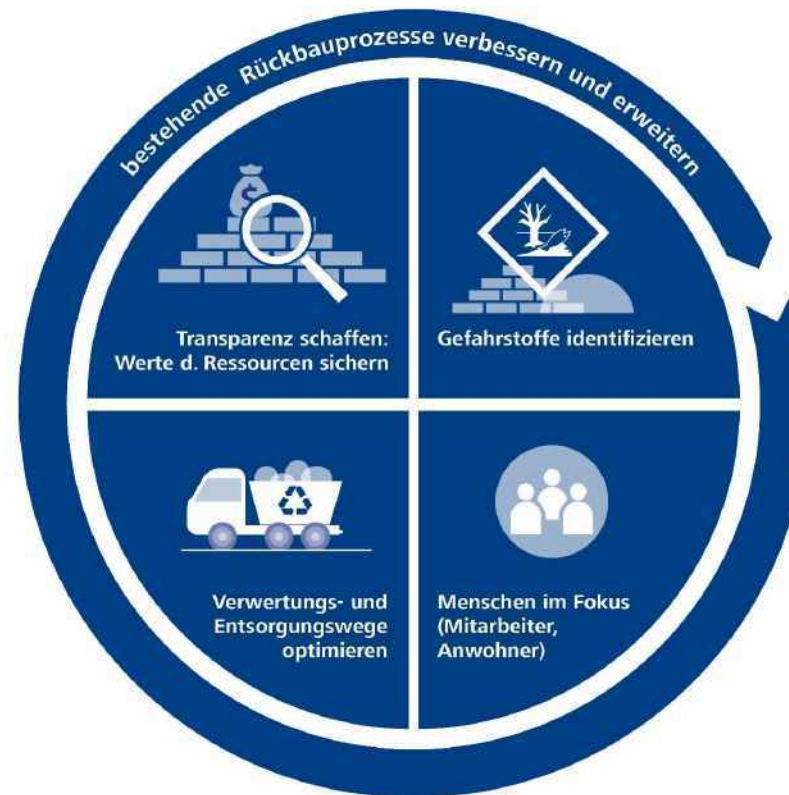 bestehende Rückbauprozesse verbessern und erweitern
$
Transparenz schaffen:
Werte d. Ressourcen sichern
Gefahrstoffe identifizieren
Verwertungs- und
Entsorgungswege
optimieren
Menschen im Fokus
(Mitarbeiter,
Anwohner)